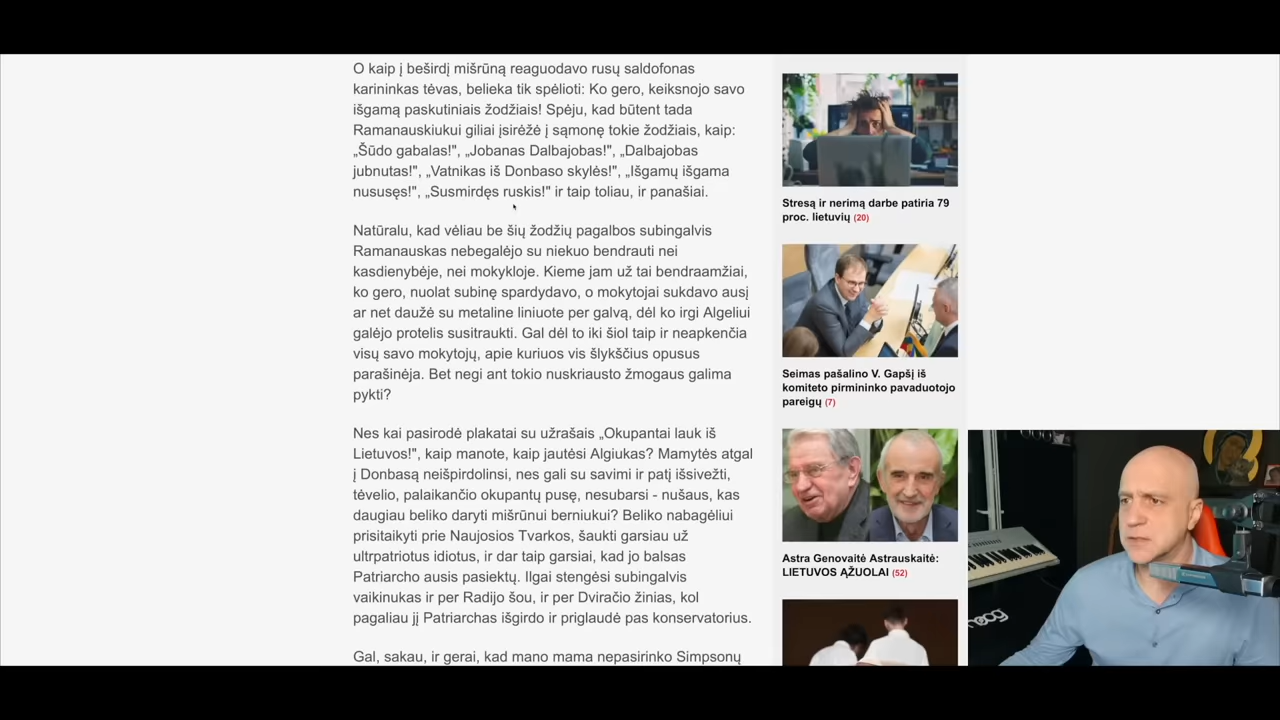 O kaip į beširdį mišrūną reaguodavo rusų saldofonas
karininkas tėvas, belieka tik spėlioti: Ko gero, keiksnojo savo
išgamą paskutiniais žodžiais! Spėju, kad būtent tada
Ramanauskiukui giliai įsirėžė į sąmonę tokie žodžiais, kaip:
„Šūdo gabalas!", „Jobanas Dalbajobas!", „Dalbajobas
jubnutas!", „Vatnikas iš Donbaso skylės!", „Išgamų išgama
nususęs!", „Susmirdęs ruskis!" ir taip toliau, ir panašiai.
Natūralu, kad vėliau be šių žodžių pagalbos subingalvis
Ramanauskas nebegalėjo su niekuo bendrauti nei
kasdienybėje, nei mokykloje. Kieme jam už tai bendraamžiai,
ko gero, nuolat subinę spardydavo, o mokytojai sukdavo ausį
ar net daužė su metaline liniuote per galvą, dėl ko irgi Algeliui
galėjo protelis susitraukti. Gal dėl to iki šiol taip ir neapkenčia
visų savo mokytojų, apie kuriuos vis šlykščius opusus
parašinėja. Bet negi ant tokio nuskriausto žmogaus galima
pykti?
Nes kai pasirodė plakatai su užrašais „Okupantai lauk iš
Lietuvos!", kaip manote, kaip jautėsi Algiukas? Mamytės atgal
į Donbasą neišpirdolinsi, nes gali su savimi ir patį išsivežti,
tėvelio, palaikančio okupantų pusę, nesubarsi - nušaus, kas
daugiau beliko daryti mišrūnui berniukui? Beliko nabagėliui
prisitaikyti prie Naujosios Tvarkos, šaukti garsiau už
ultrpatriotus idiotus, ir dar taip garsiai, kad jo balsas
Patriarcho ausis pasiektų. Ilgai stengėsi subingalvis
vaikinukas ir per Radijo šou, ir per Dviračio žinias, kol
pagaliau jį Patriarchas išgirdo ir priglaudė pas konservatorius.
Gal, sakau, ir gerai, kad mano mama nepasirinko Simpsonų
Stresą ir nerimą darbe patiria 79
proc. lietuvių (20)
Seimas pašalino V. Gapšį iš
komiteto pirmininko pavaduotojo
pareigų (7)
Astra Genovaitė Astrauskaitė:
LIETUVOS ĄŽUOLAI (52)
moog